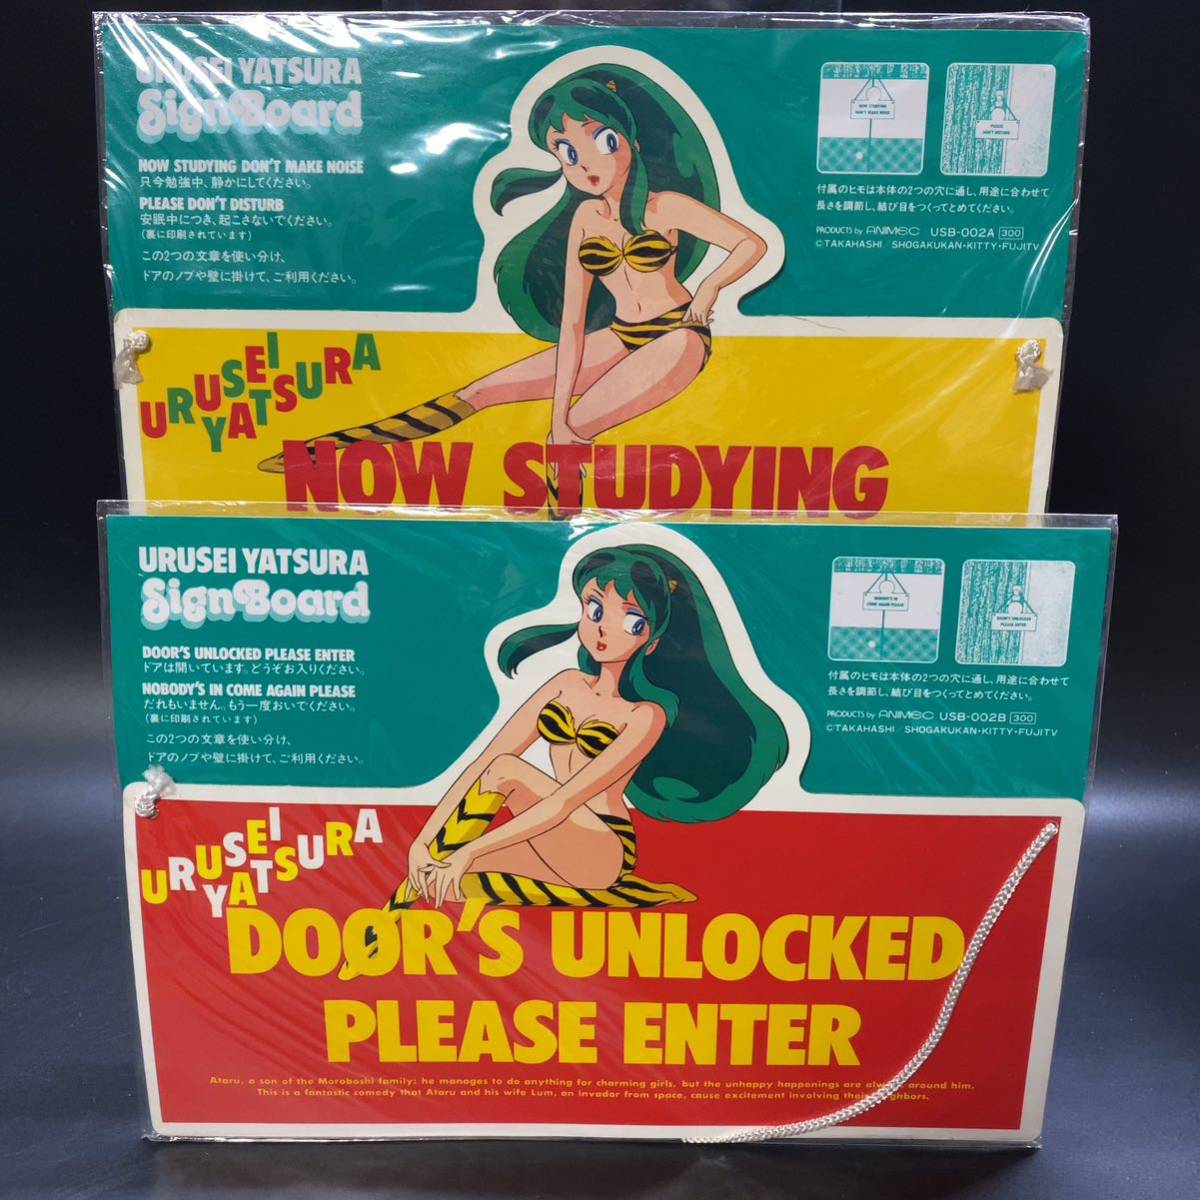 URUSEI YATSURA
SignBoard
NOW STUDYING DON'T MAKE NOISE
只今勉強中、静かにしてください。
PLEASE DON'T DISTURB
安眠中につき、起こさないでください。
(裏に印刷されています)
この2つの文章を使い分け、
ドアのノブや壁に掛けて、ご利用ください。
NOW STUDYING
DON'T MAKE NOISE
PLEASE
DON'T DISTURB
付属のヒモは本体の2つの穴に通し、用途に合わせて
長さを調節し、結び目をつくってとめてください。
PRODUCTS by ANIMEC USB-002A 300
©TAKAHASHI SHOGAKUKAN・KITTY・FUJITV
URUSEI
YATSURA
NOW STUDYING
URUSEI YATSURA
SignBoard
DOOR'S UNLOCKED PLEASE ENTER
ドアは開いています。どうぞお入りください。
NOBODY'S IN COME AGAIN PLEASE
だれもいません。もう一度おいでください。
(裏に印刷されています)
この2つの文章を使い分け、
ドアのノブや壁に掛けて、ご利用ください。
NOBODY'S IN
COME AGAIN PLEASE
DOOR'S UNLOCKED
PLEASE ENTER
付属のヒモは本体の2つの穴に通し、用途に合わせて
長さを調節し、結び目をつくってとめてください。
PRODUCTS by ANIMEC USB-002B 300
©TAKAHASHI SHOGAKUKAN・KITTY・FUJITV
URUSEI
YATSURA
DOOR'S UNLOCKED
PLEASE ENTER
Ataru, a son of the Moroboshi family: he manages to do anything for charming girls, but the unhappy happenings are always around him.
This is a fantastic comedy that Ataru and his wife Lum, an invador from space, cause excitement involving their neighbors.